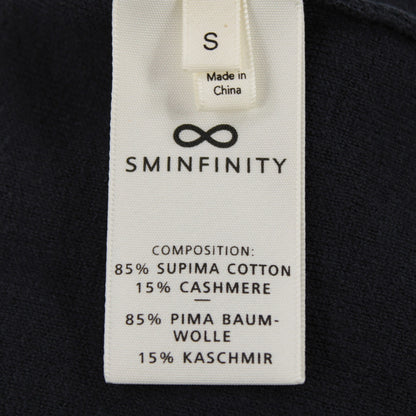 S
Made in
China
SMINFINITY
COMPOSITION:
85% SUPIMA COTTON
15% CASHMERE
85% PIMA BAUM-
WOLLE
15% KASCHMIR